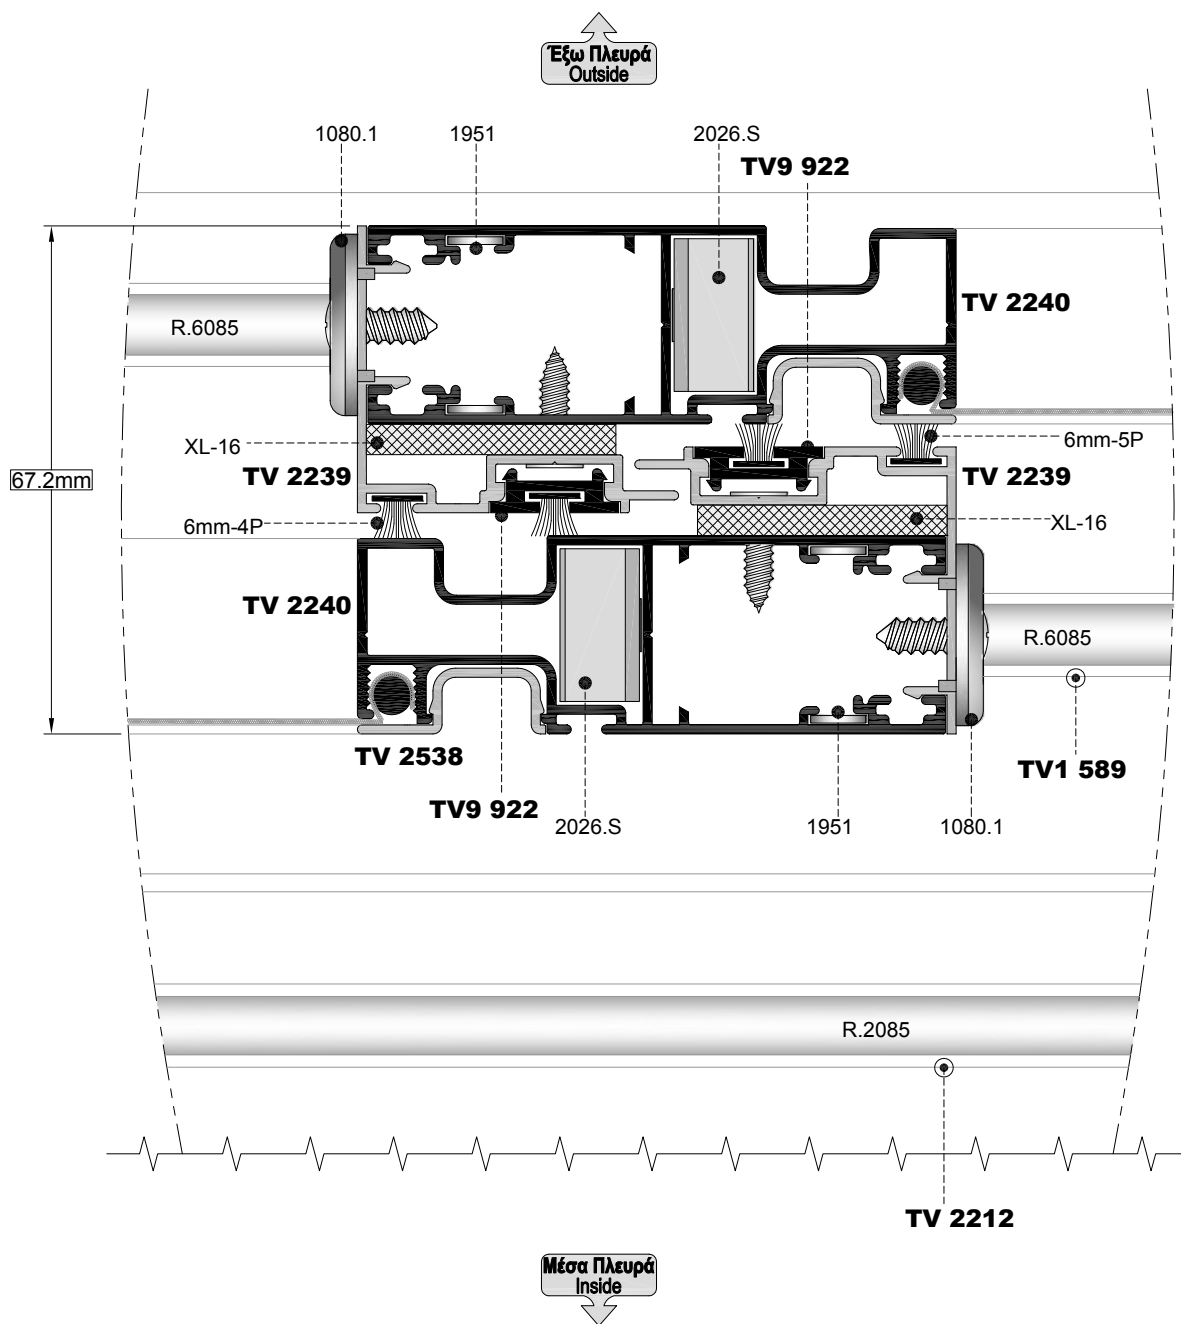 Έξω Πλευρά
Outside
1080.1
1951
2026.S
TV9 922
R.6085
TV 2240
XL-16
6mm-5P
TV 2239
TV 2239
67.2mm
6mm-4P
XL-16
TV 2240
R.6085
TV 2538
TV1 589
TV9 922
2026.S
1951
1080.1
R.2085
TV 2212
Μέσα Πλευρά
Inside